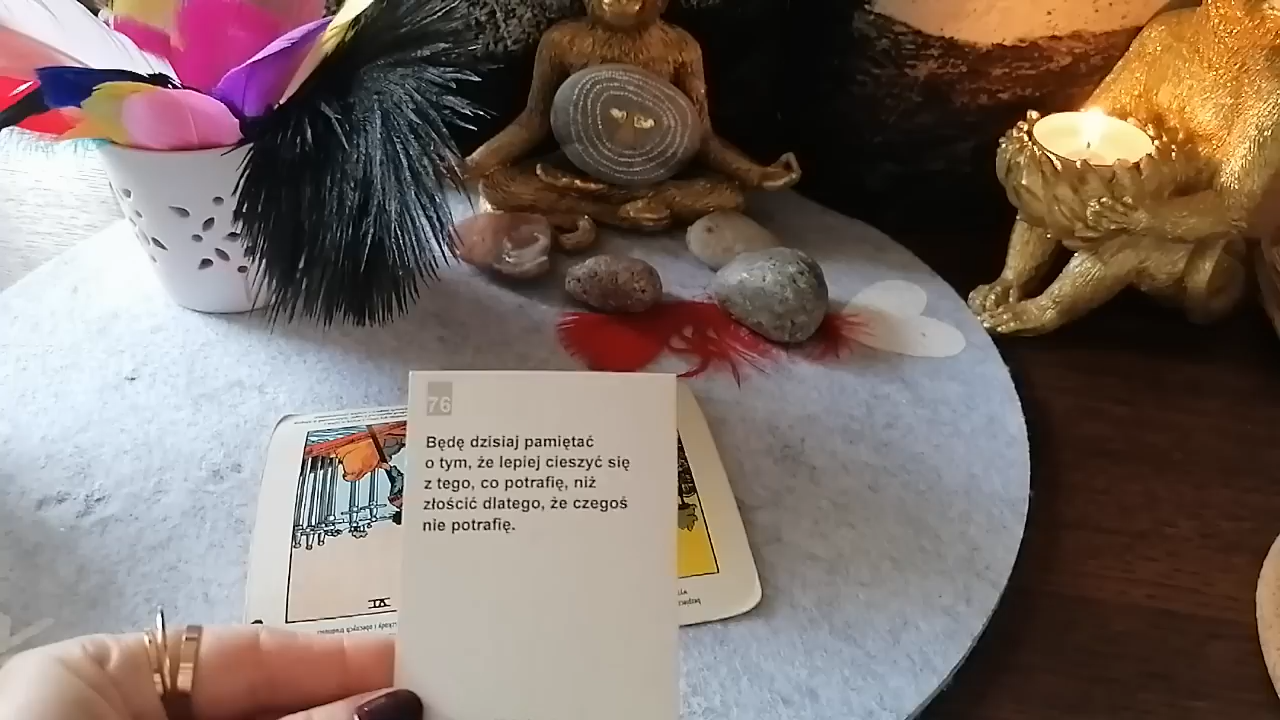 76
Będę dzisiaj pamiętać
o tym, że lepiej cieszyć się
z tego, co potrafię, niż
złościć dlatego, że czegoś
nie potrafię.
VI